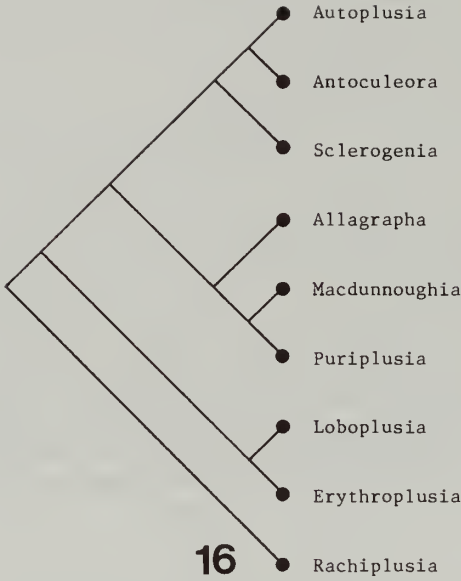 Autoplusia
Antoculeora
Sclerogenia
Allagrapha
Macdunnoughia
Puriplusia
Loboplusia
Erythroplusia
16
Rachiplusia